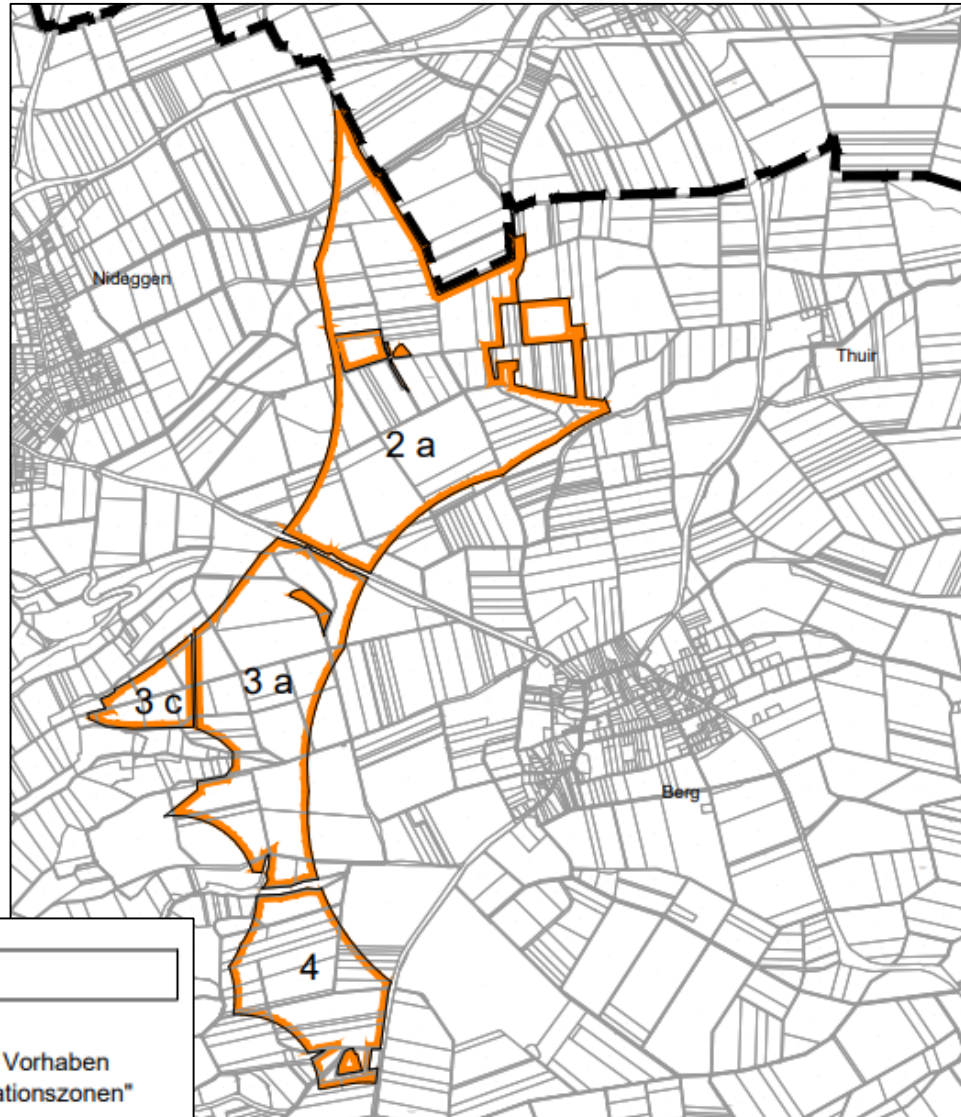 Nideggen
Thuir
2 a
3 a
3 c
Berg
4
Vorhaben
ationszonen"